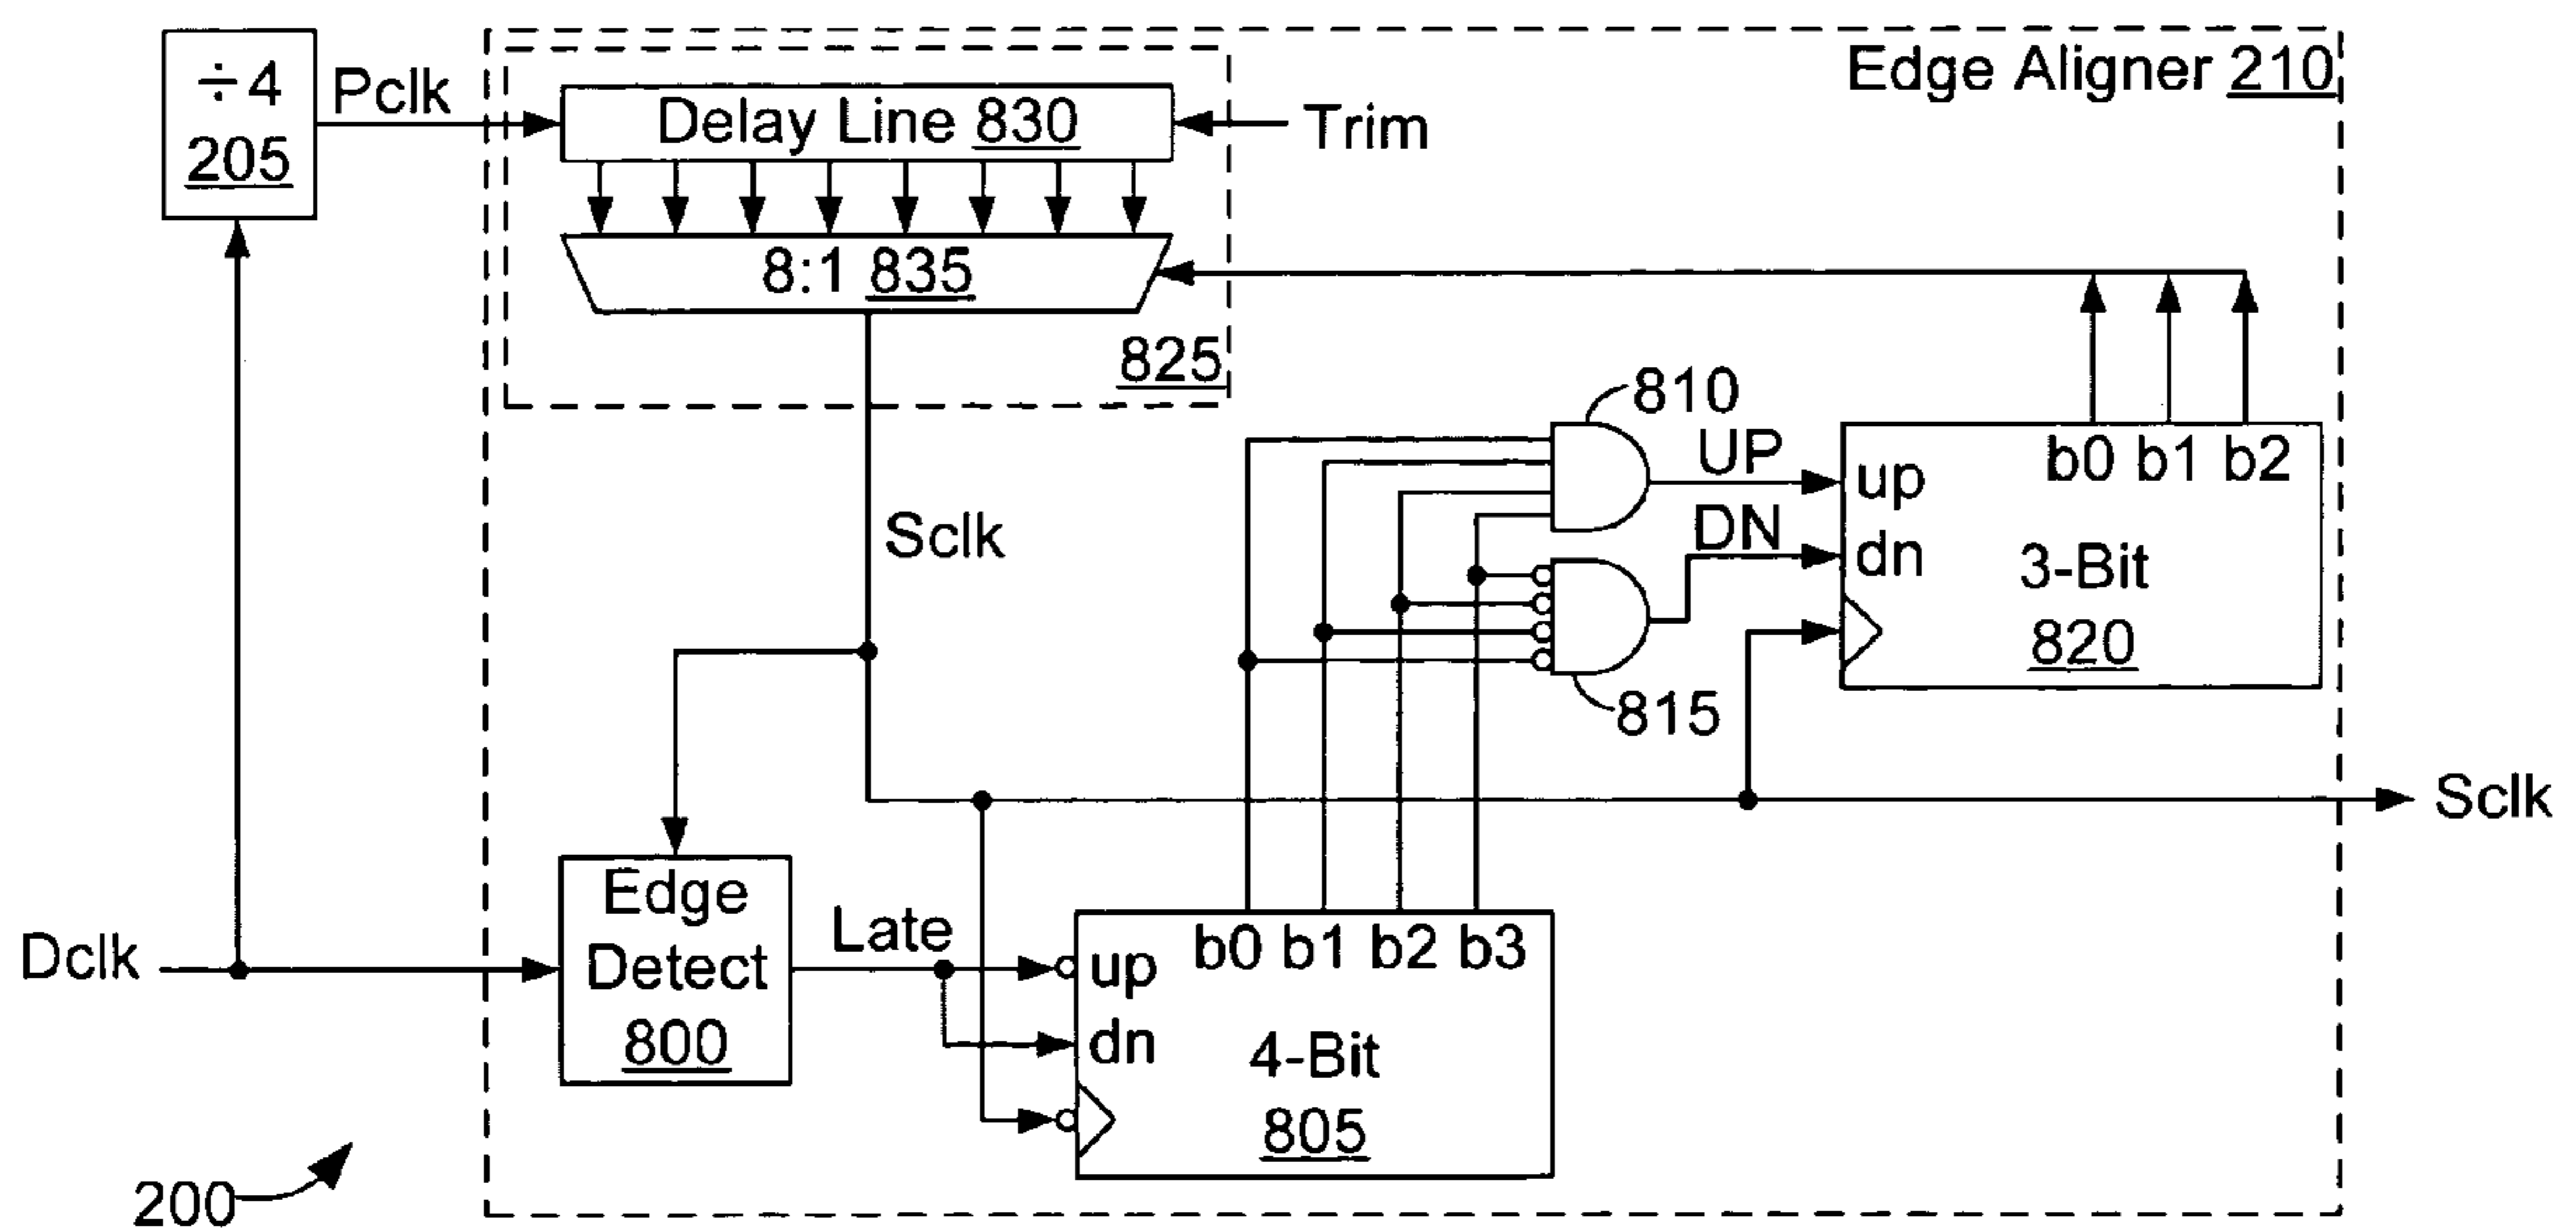 ÷4
205
Pclk
Delay Line 830
Trim
Edge Aligner 210
8:1 835
825
810
UP
DN
815
up
dn
b0 b1 b2
3-Bit
820
Sclk
Sclk
Dclk
Edge
Detect
800
Late
up
dn
b0 b1 b2 b3
4-Bit
805
200